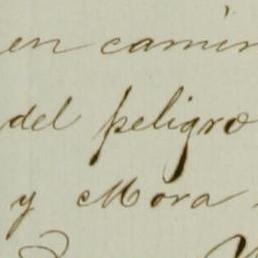 en camin
del peligro
y Mora